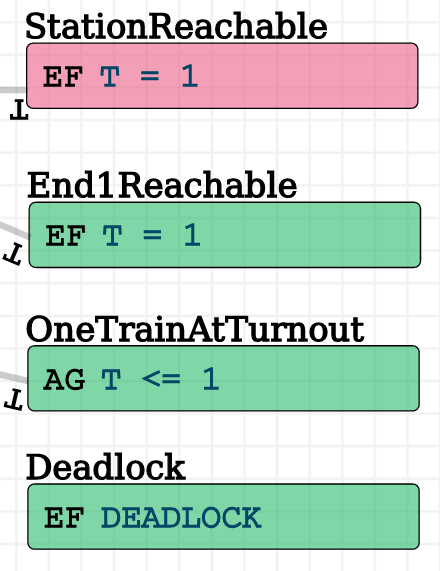 StationReachable
EF T = 1
T
End1Reachable
EF T = 1
T
OneTrainAtTurnout
AG T <= 1
T
Deadlock
EF DEADLOCK